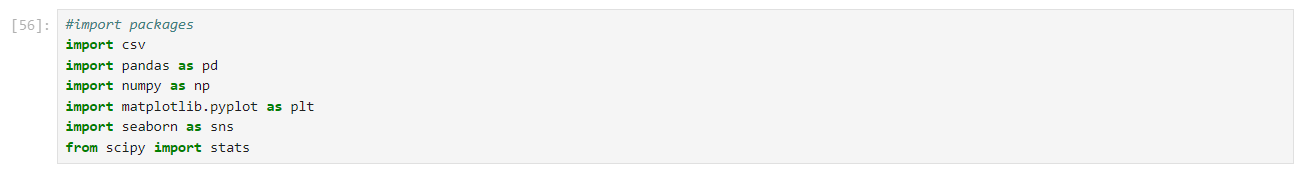 [56]: #import packages
import csv
import pandas as pd
import numpy as np
import matplotlib.pyplot as plt
import seaborn as sns
from scipy import stats